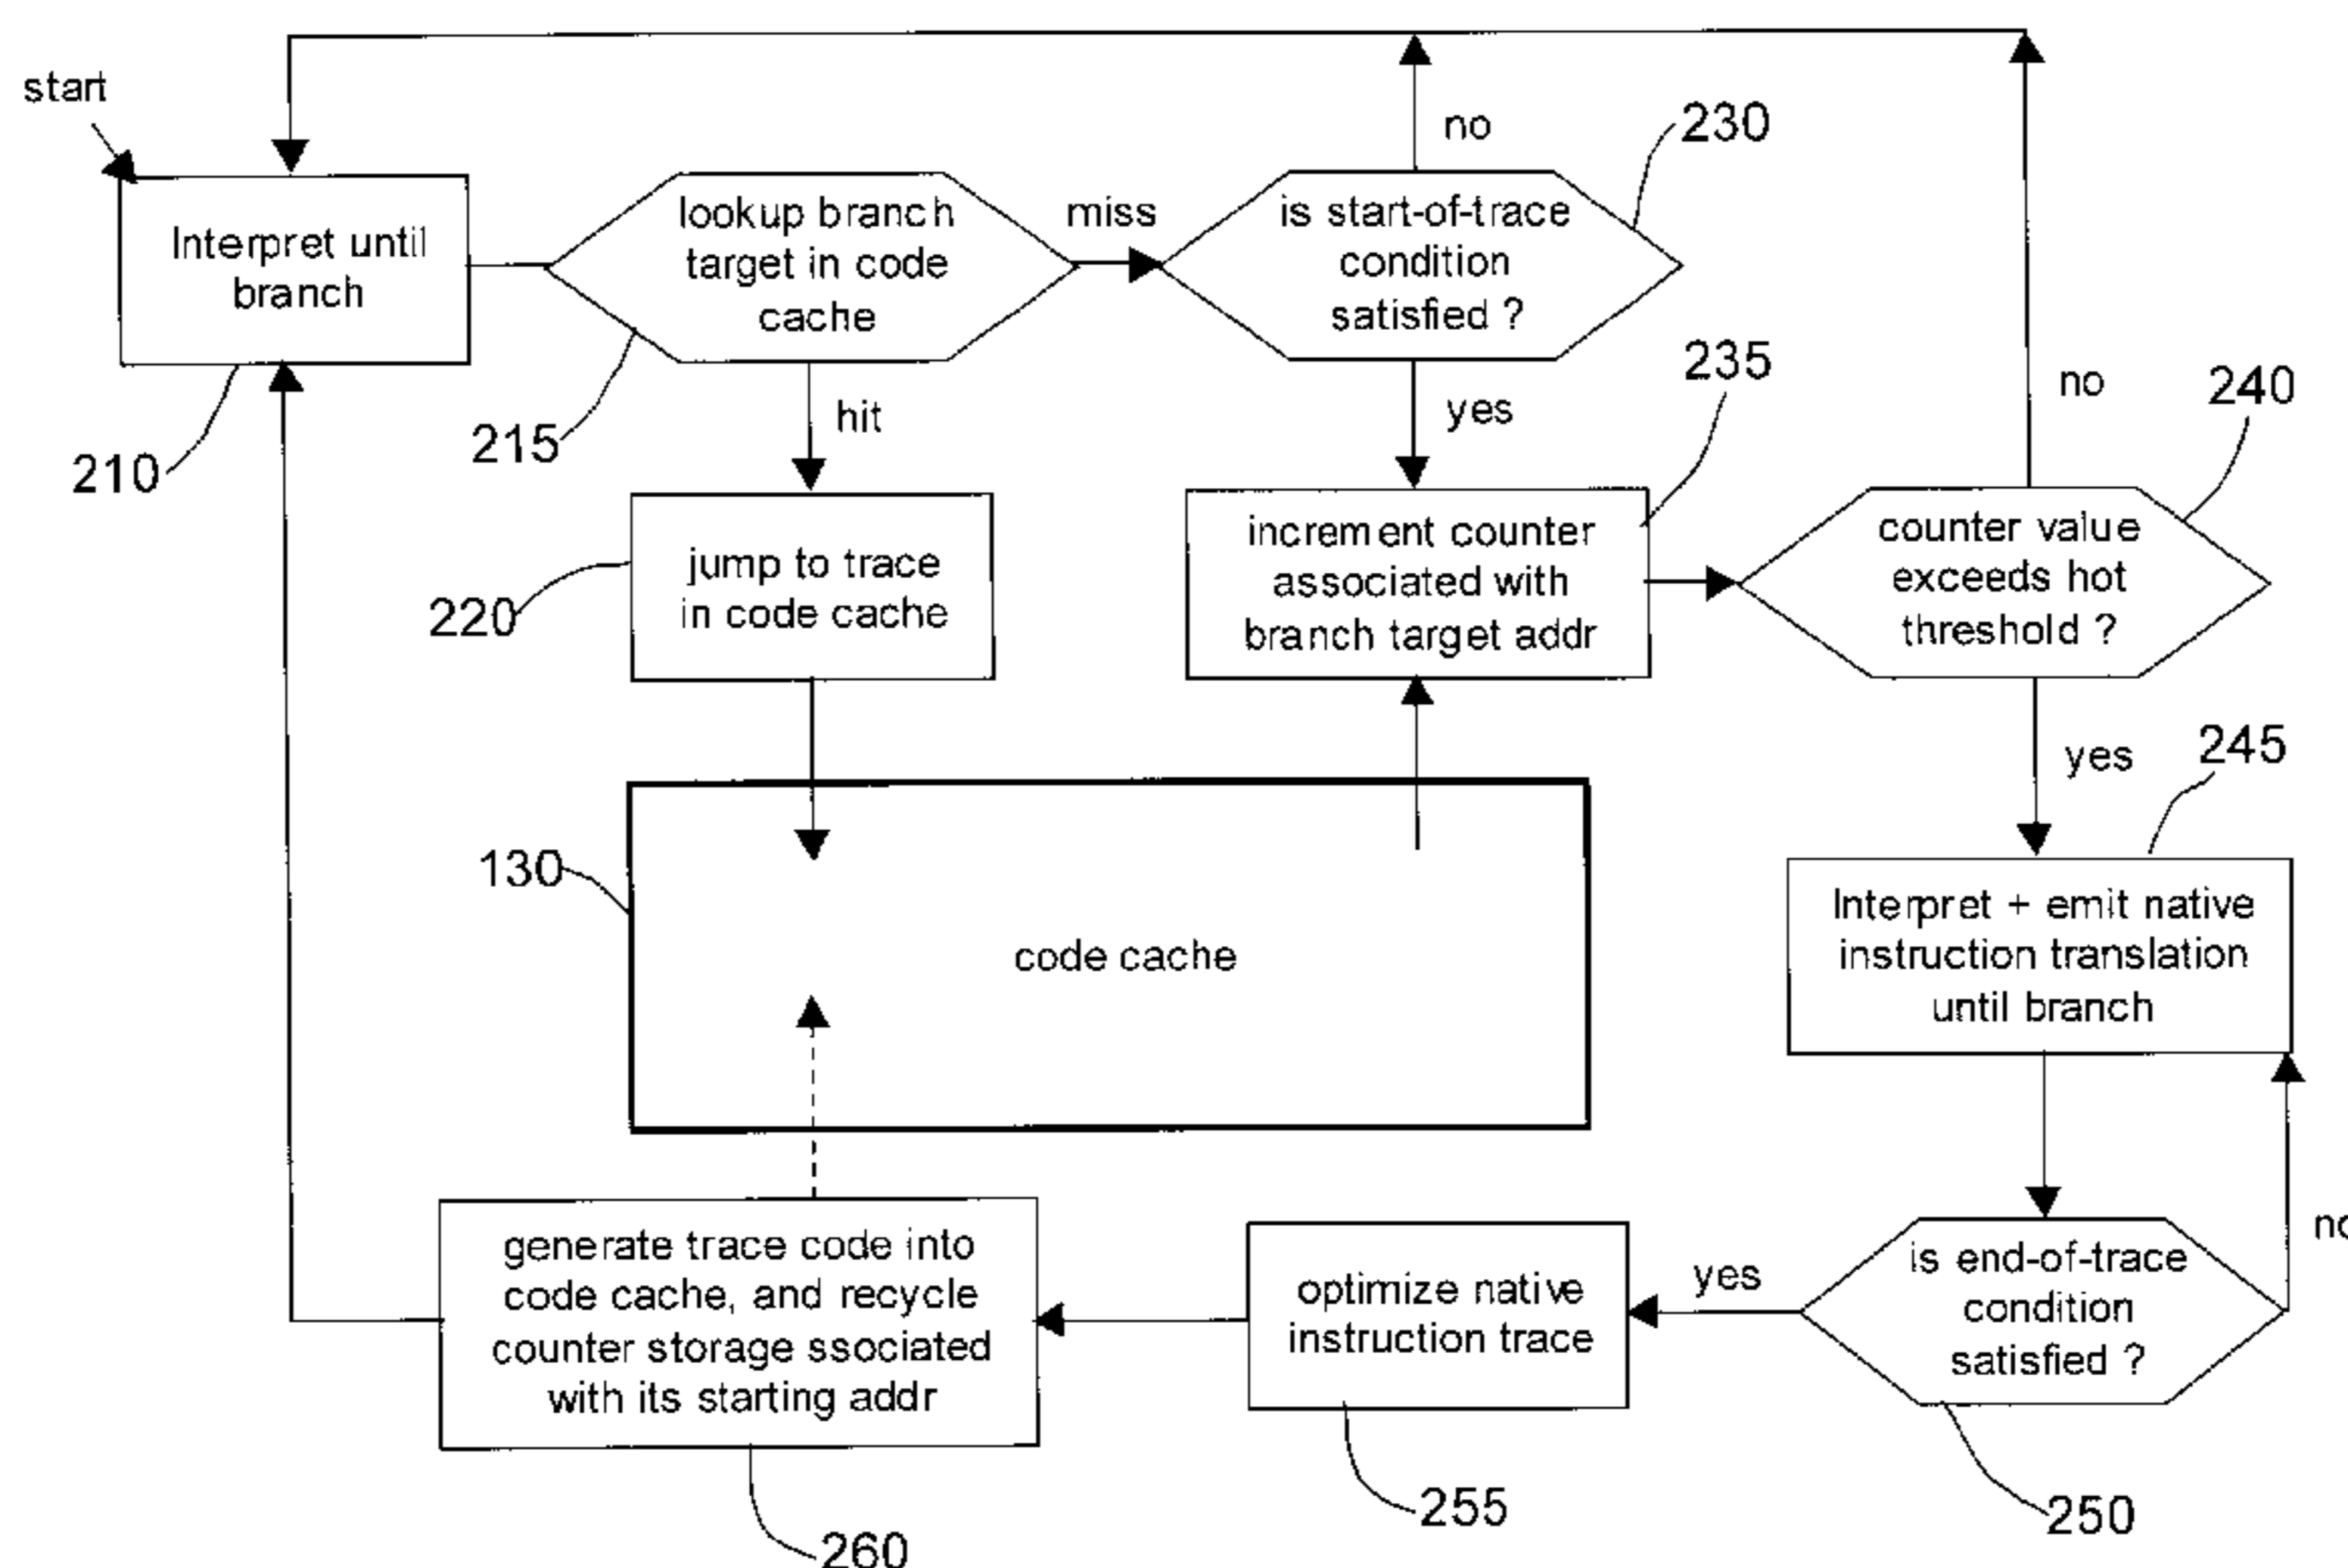 start
no
230
Interpret until
branch
lookup branch
target in code
cache
miss
is start-of-trace
condition
satisfied ?
210
215
hit
yes
235
no
240
220
jump to trace
in code cache
increment counter
associated with
branch target addr
counter value
exceeds hot
threshold ?
yes
245
130
code cache
Interpret + emit native
instruction translation
until branch
no
generate trace code into
code cache, and recycle
counter storage ssociated
with its starting addr
optimize native
instruction trace
yes
is end-of-trace
condition
satisfied ?
260
255
250